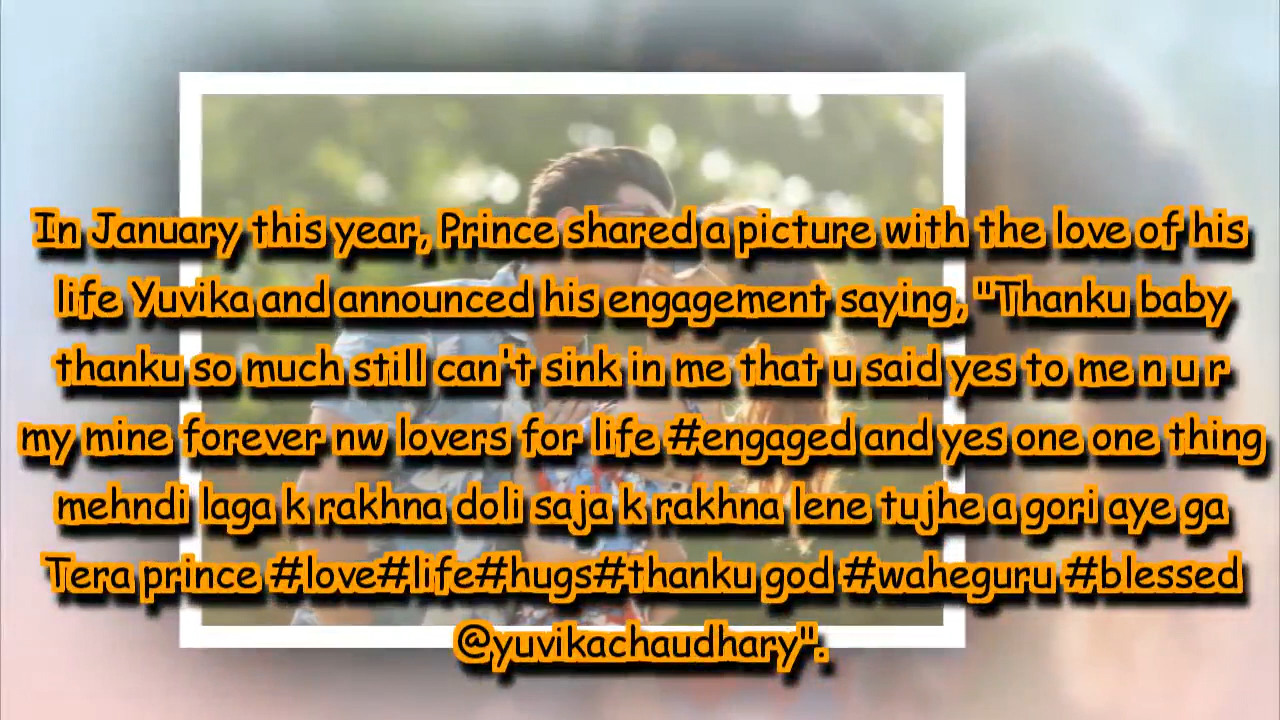 In January this year, Prince shared a picture with the love of his
life Yuvika and announced his engagement saying, "Thanku baby
thanku so much still can't sink in me that u said yes to me n u r
my mine forever nw lovers for life #engaged and yes one one thing
mehndi laga k rakhna doli saja k rakhna lene tujhe a gori aye ga
Tera prince #love#life#hugs#thanku god #waheguru #blessed
@yuvikachaudhary".